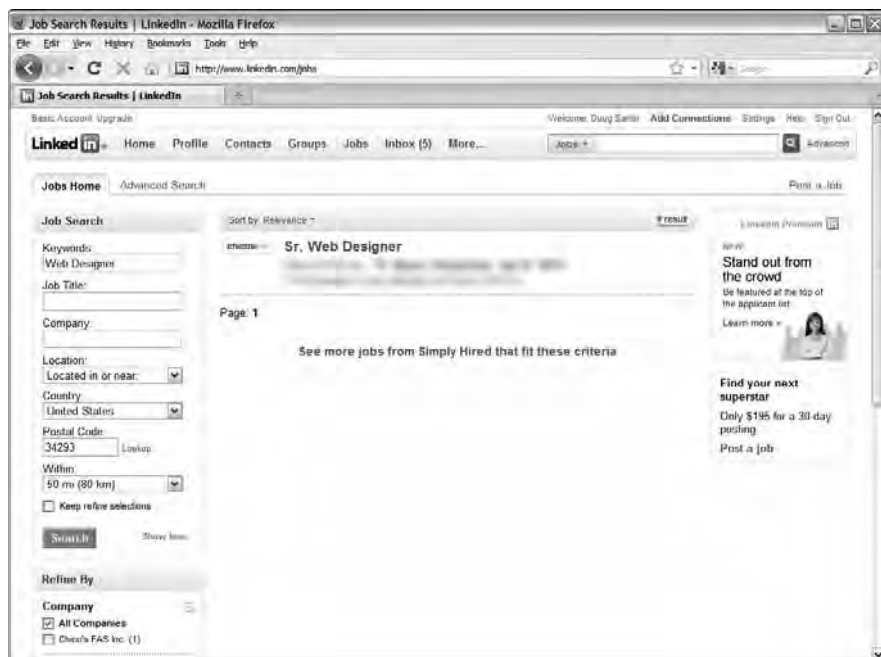 Job Search Results | LinkedIn - Mozilla Firefox
File Edit View History Bookmarks Tools Help
http://www.linkedin.com/jobs
Job Search Results | LinkedIn
Basic Account: Upgrade Welcome, Doug Add Connections Settings Help Sign Out
Linked in Home Profile Contacts Groups Jobs Inbox (5) More... Jobs Advanced
Jobs Home Advanced Search Post a Job
Job Search Sort by: Relevance result LinkedIn Premium in
Keywords: Sr. Web Designer NEW
Web Designer Stand out from
Job Title: the crowd
Be featured at the top of
the applicant list
Company: Page: 1 Learn more »
See more jobs from Simply Hired that fit these criteria
Location:
Located in or near:
Country: Find your next
United States superstar
Postal Code: Only $195 for a 30-day
34293 Lookup posting
Within: Post a job
50 mi (80 km)
Keep refine selections
Search Show less...
Refine By
Company
All Companies
Chico's FAS Inc. (1)